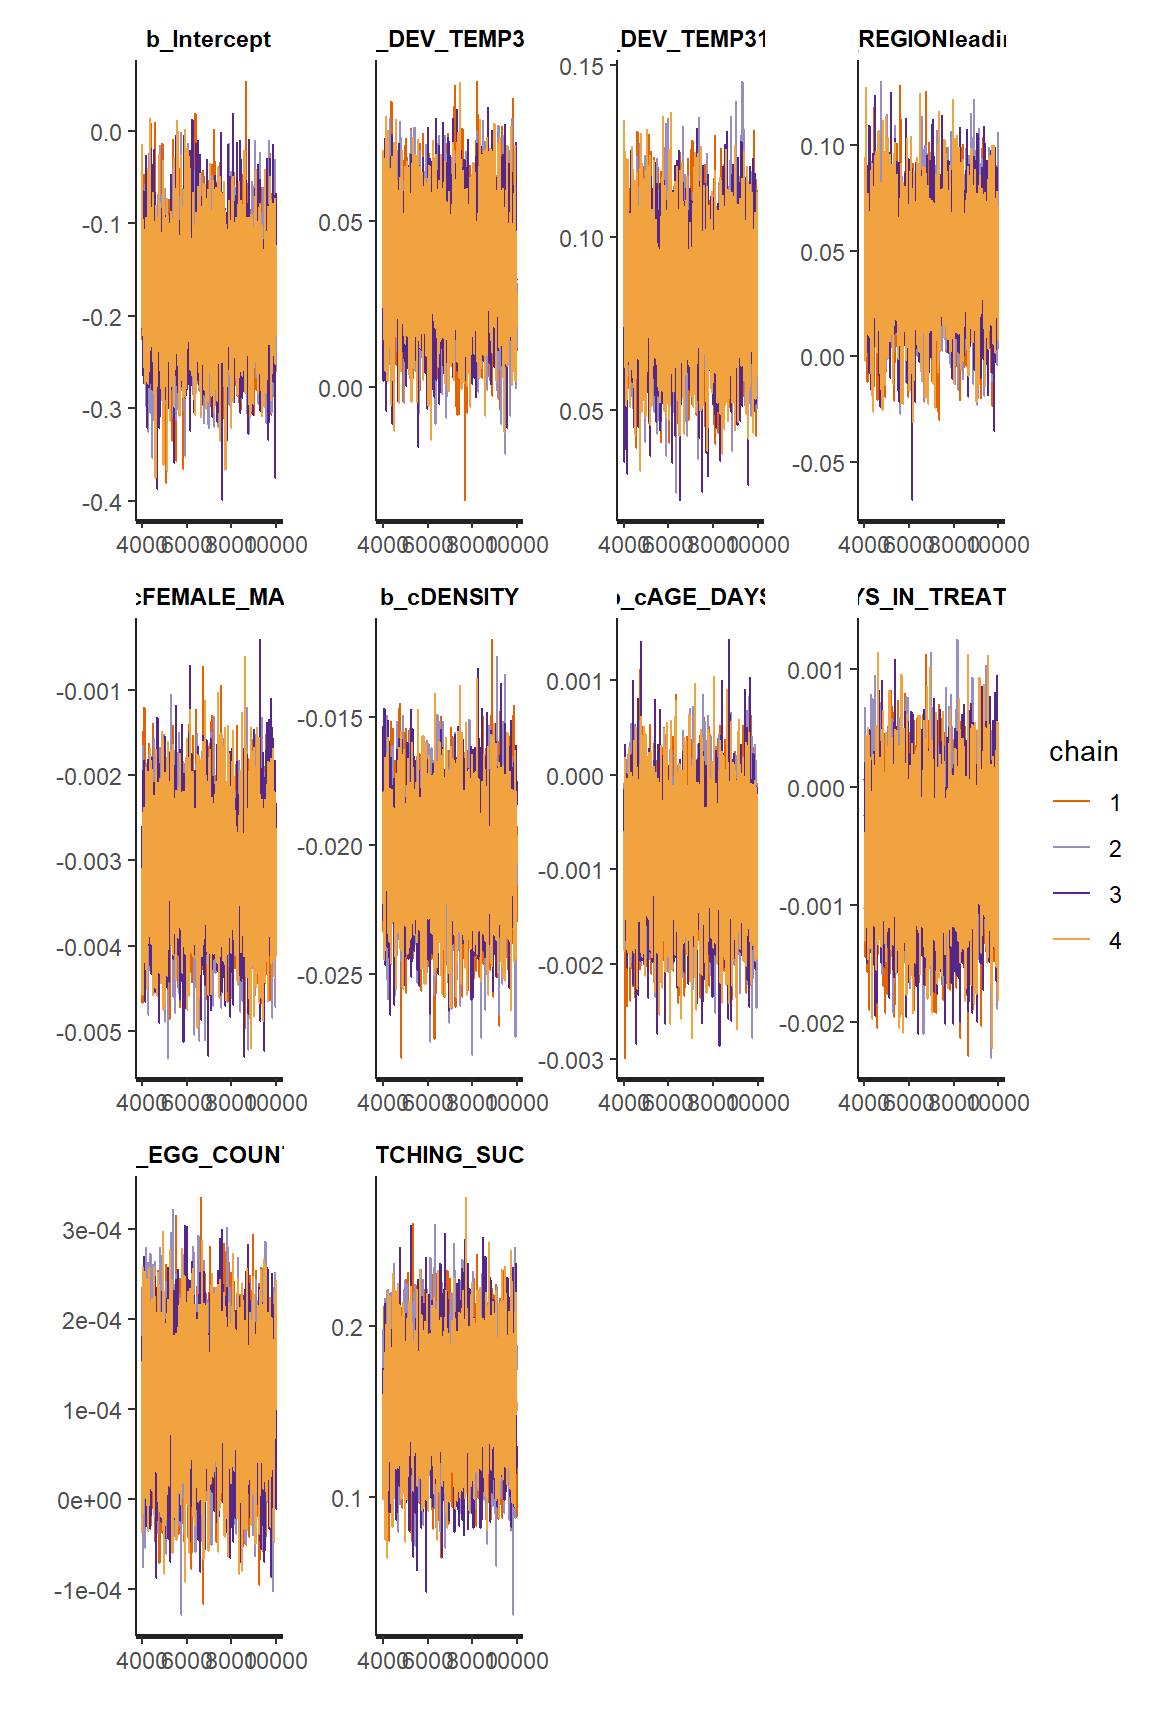 b_Intercept
_DEV_TEMP3
_DEV_TEMP31
_REGIONleadin
0.0
-0.1
-0.2
-0.3
-0.4
0.05
0.00
0.15
0.10
0.05
0.10
0.05
0.00
-0.05
4000 6000 8000 10000
4000 6000 8000 10000
4000 6000 8000 10000
4000 6000 8000 10000
cFEMALE_MA
b_cDENSITY
b_cAGE_DAYS
YS_IN_TREAT
-0.001
-0.002
-0.003
-0.004
-0.005
-0.015
-0.020
-0.025
0.001
0.000
-0.001
-0.002
-0.003
0.001
0.000
-0.001
-0.002
4000 6000 8000 10000
4000 6000 8000 10000
4000 6000 8000 10000
4000 6000 8000 10000
chain
1
2
3
4
_EGG_COUNT
TCHING_SUC
3e-04
2e-04
1e-04
0e+00
-1e-04
0.2
0.1
4000 6000 8000 10000
4000 6000 8000 10000